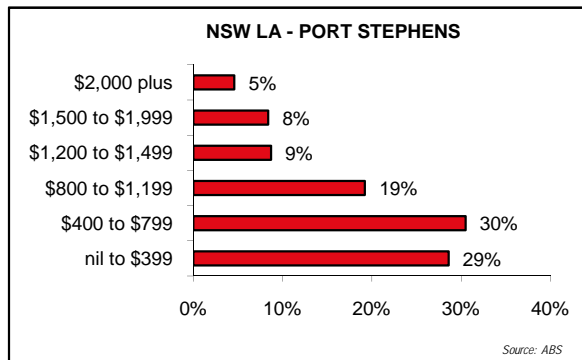 NSW LA - PORT STEPHENS
$2,000 plus 5%
$1,500 to $1,999 8%
$1,200 to $1,499 9%
$800 to $1,199 19%
$400 to $799 30%
nil to $399 29%
0% 10% 20% 30% 40%
Source: ABS